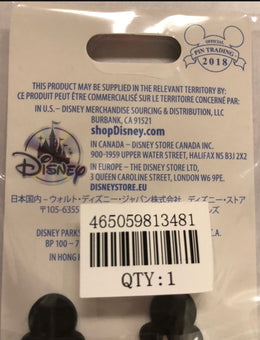 OFFICIAL
PIN TRADING
2018
THIS PRODUCT MAY BE SUPPLIED IN THE RELEVANT TERRITORY BY:
CE PRODUIT PEUT ÊTRE COMMERCIALISÉ SUR LE TERRITOIRE CONCERNÉ PAR:
IN U.S. – DISNEY MERCHANDISE SOURCING & DISTRIBUTION, LLC
BURBANK, CA 91521
shopDisney.com
IN CANADA – DISNEY STORE CANADA INC.
900-1959 UPPER WATER STREET, HALIFAX NS B3J 2X2
IN EUROPE – THE DISNEY STORE LTD,
3 QUEEN CAROLINE STREET, LONDON W6 9PE.
DISNEYSTORE.EU
DISNEY
日本国内 – ウォルト・ディズニー・ジャパン株式会社 ディズニー・ストア
〒105-6355
465059813481
DISNEY PARKS
BP 100 - 7
IN HONG
QTY:1